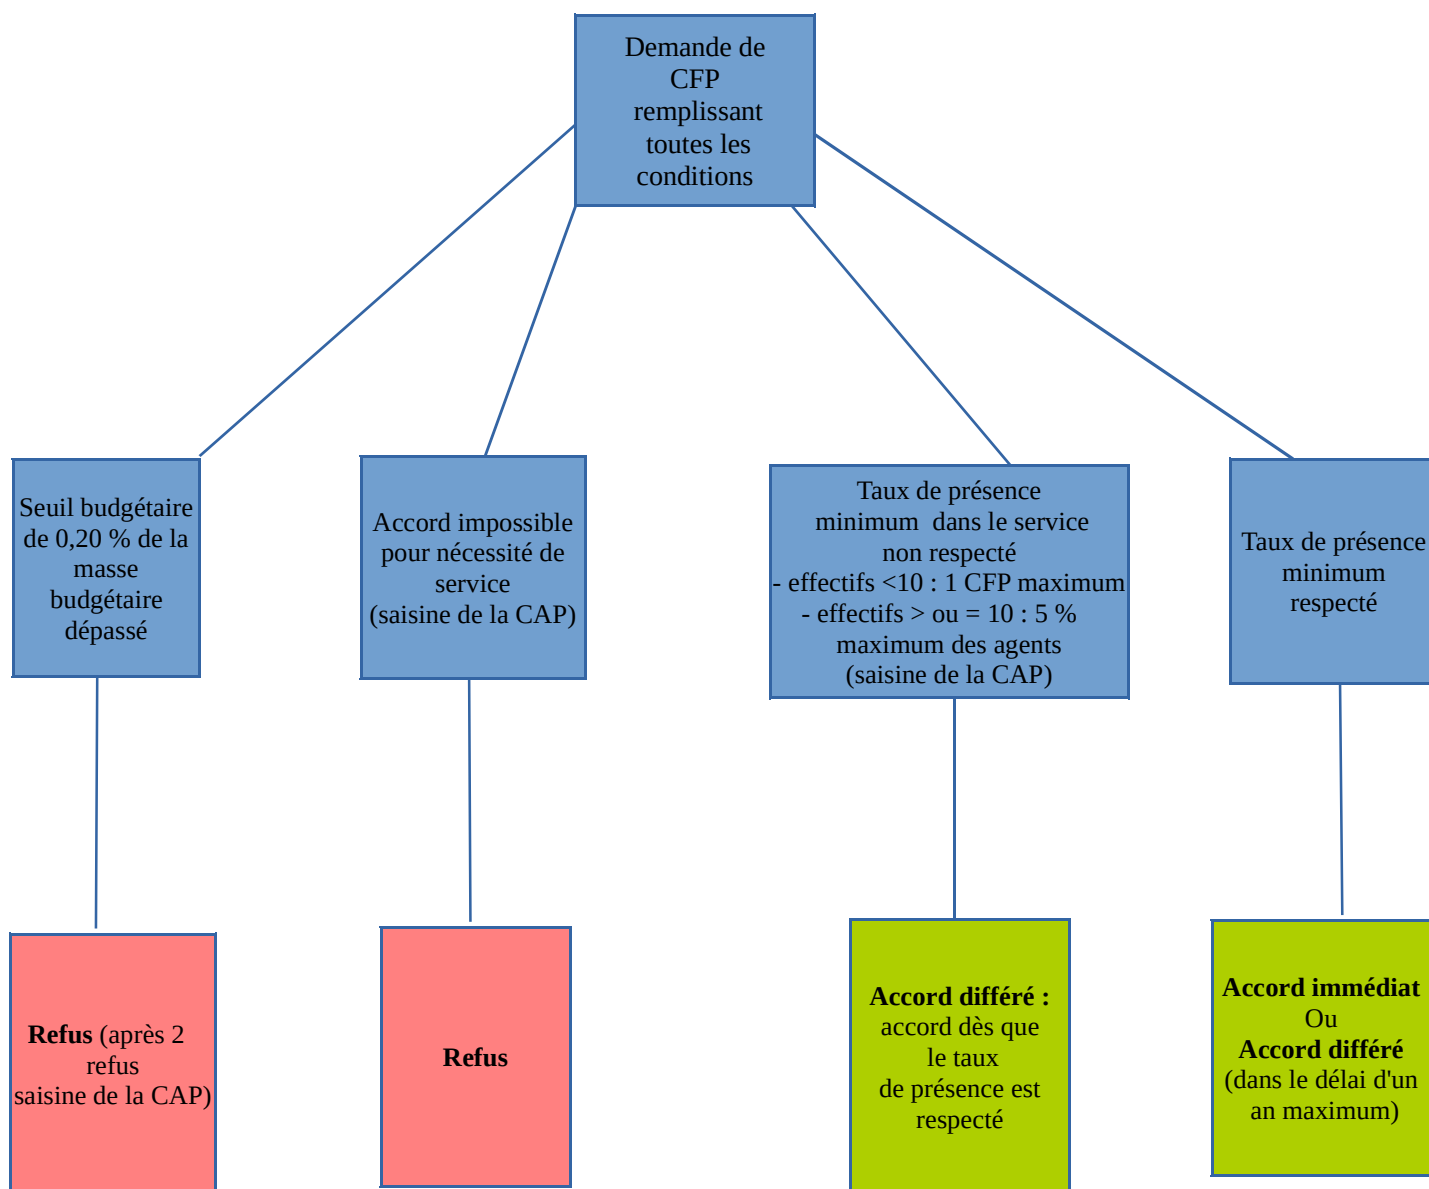 Demande de
CFP
remplissant
toutes les
conditions
Seuil budgétaire
de 0,20 % de la
masse
budgétaire
dépassé
Accord impossible
pour nécessité de
service
(saisine de la CAP)
Taux de présence
minimum dans le service
non respecté
- effectifs <10 : 1 CFP maximum
- effectifs > ou = 10 : 5 %
maximum des agents
(saisine de la CAP)
Taux de présence
minimum
respecté
Refus (après 2
refus
saisine de la CAP)
Refus
Accord différé :
accord dès que
le taux
de présence est
respecté
Accord immédiat
Ou
Accord différé
(dans le délai d'un
an maximum)